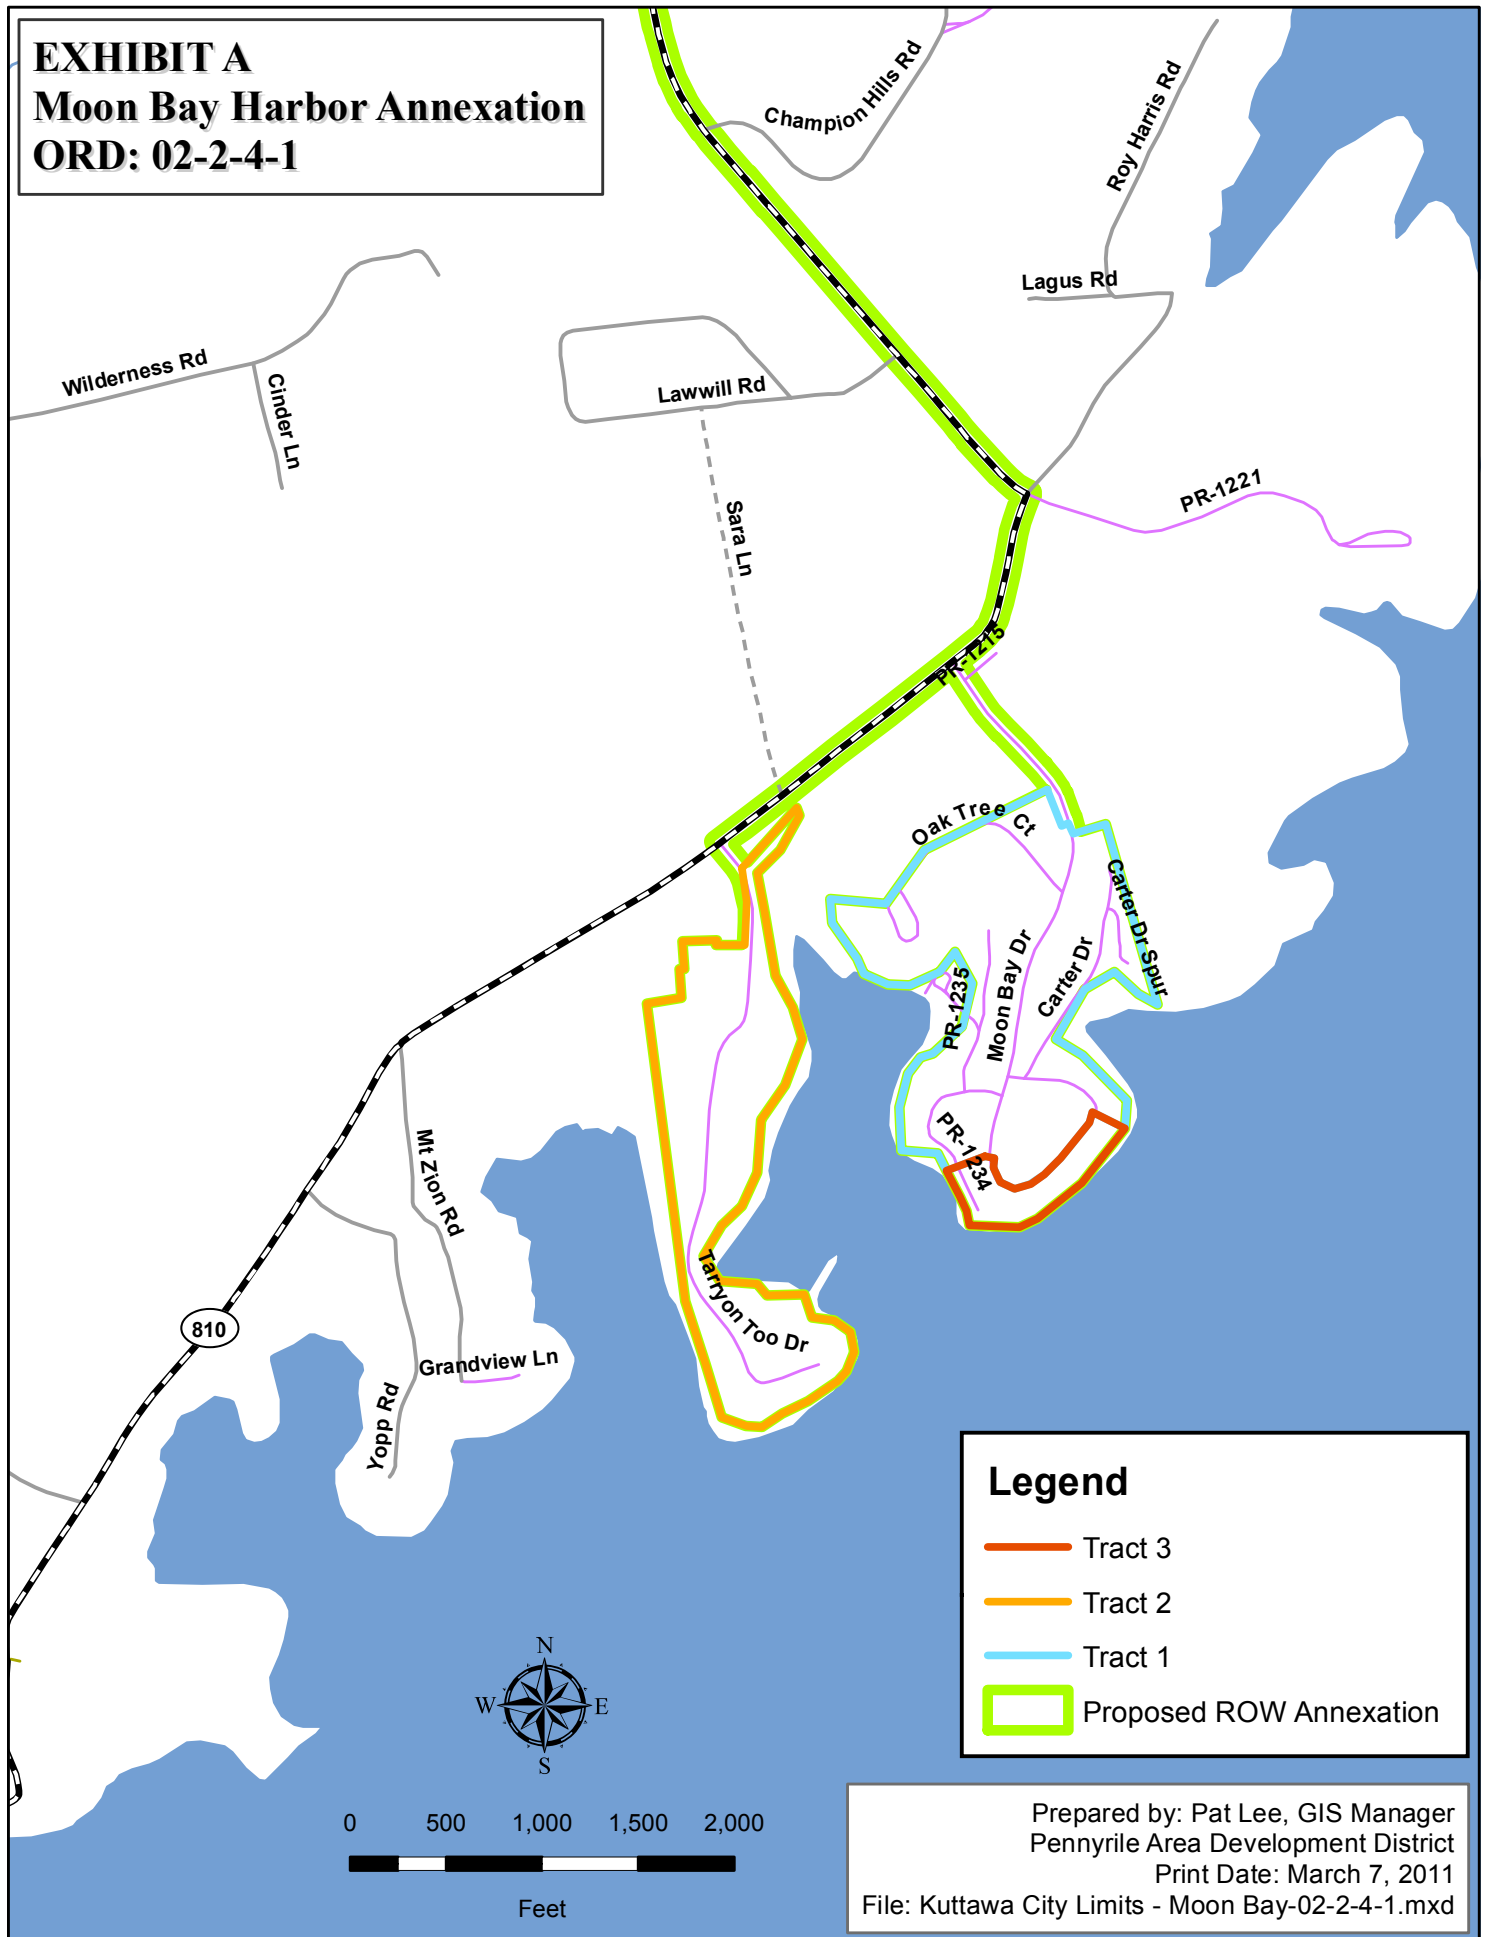 EXHIBIT A
Moon Bay Harbor Annexation
ORD: 02-2-4-1
Champion Hills Rd
Roy Harris Rd
Lagus Rd
Wilderness Rd
Cinder Ln
Lawwill Rd
Sara Ln
PR-1221
PR-1215
Oak Tree Ct
Carter Dr Spur
Moon Bay Dr
Carter Dr
PR-1235
PR-1234
Mt Zion Rd
Tarryon Too Dr
810
Grandview Ln
Yopp Rd
Legend
Tract 3
Tract 2
Tract 1
Proposed ROW Annexation
N
W E
S
0 500 1,000 1,500 2,000
Feet
Prepared by: Pat Lee, GIS Manager
Pennyrile Area Development District
Print Date: March 7, 2011
File: Kuttawa City Limits - Moon Bay-02-2-4-1.mxd